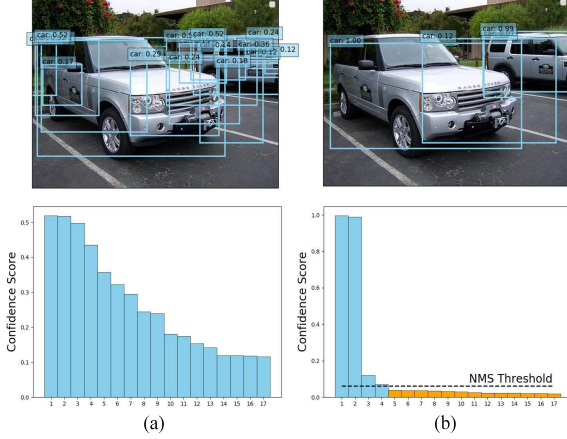 car: 0.52
car: 0.17
car: 0.29
car: 0.52
car: 0.24
car: 0.24
car: 0.18
0.36
0.12
0.12
car: 1.00
car: 0.12
car: 0.99
RANGE ROVER
Confidence Score
0.5
0.4
0.3
0.2
0.1
0.0
1 2 3 4 5 6 7 8 9 10 11 12 13 14 15 16 17
(a)
Confidence Score
1.0
0.8
0.6
0.4
0.2
0.0
NMS Threshold
1 2 3 4 5 6 7 8 9 10 11 12 13 14 15 16 17
(b)